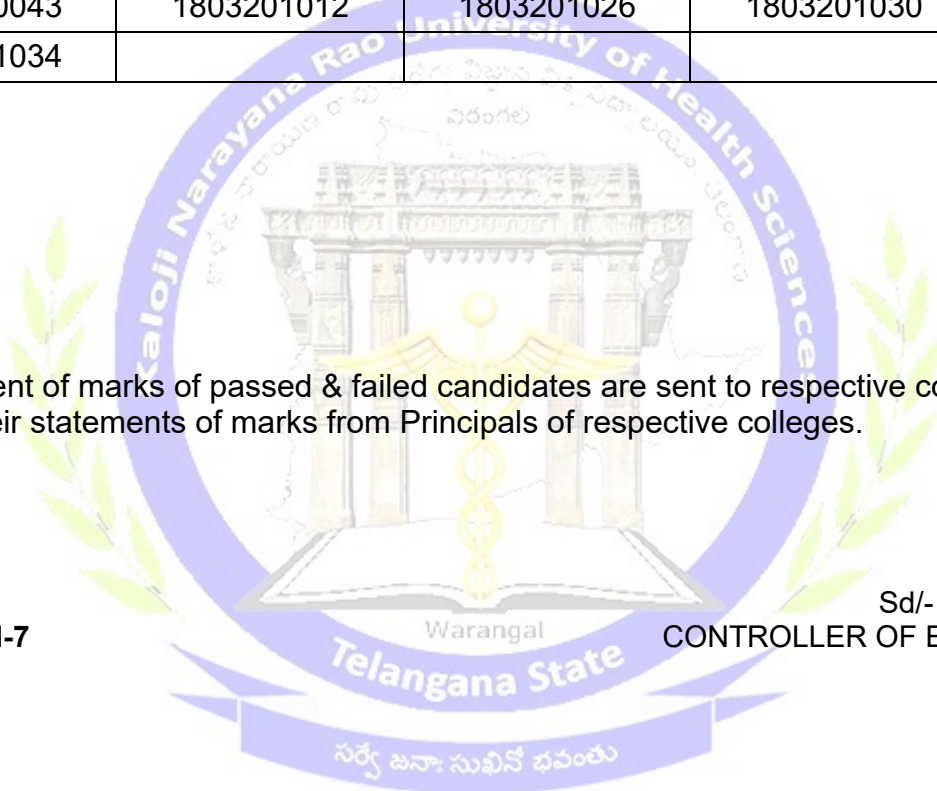 0043 1803201012 1803201026 1803201030
1034
Kaloji Narayana Rao University of Health Sciences
వరంగల్
ent of marks of passed & failed candidates are sent to respective co
eir statements of marks from Principals of respective colleges.
Sd/-
-7 CONTROLLER OF E
Warangal
Telangana State
సర్వే జనాః సుఖినో భవంతు